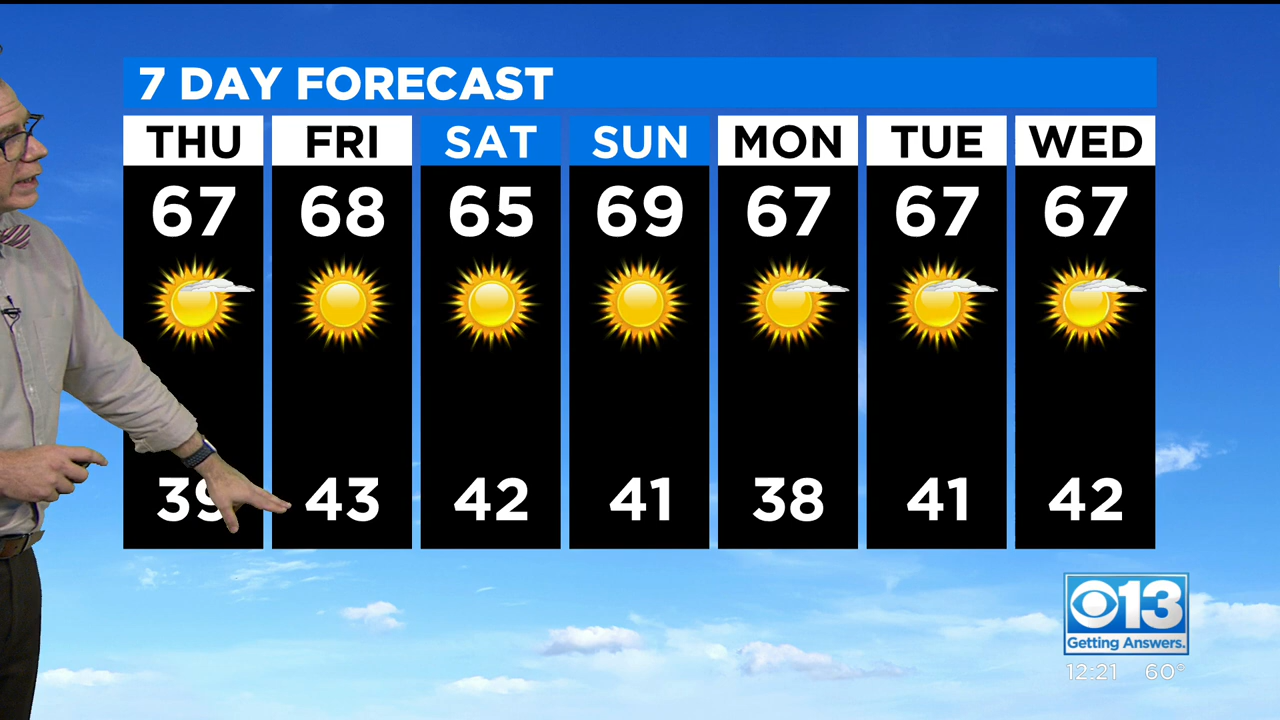 7 DAY FORECAST
THU FRI SAT SUN MON TUE WED
67 68 65 69 67 67 67
39 43 42 41 38 41 42
13
Getting Answers.
12:21 60°